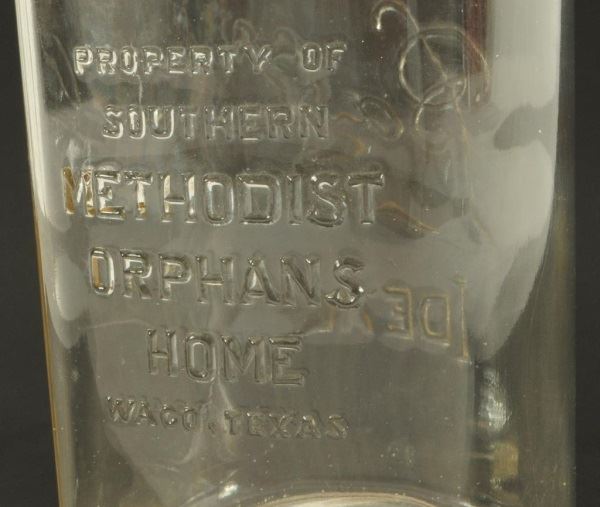 PROPERTY OF
SOUTHERN
METHODIST
ORPHANS
HOME
WACO, TEXAS